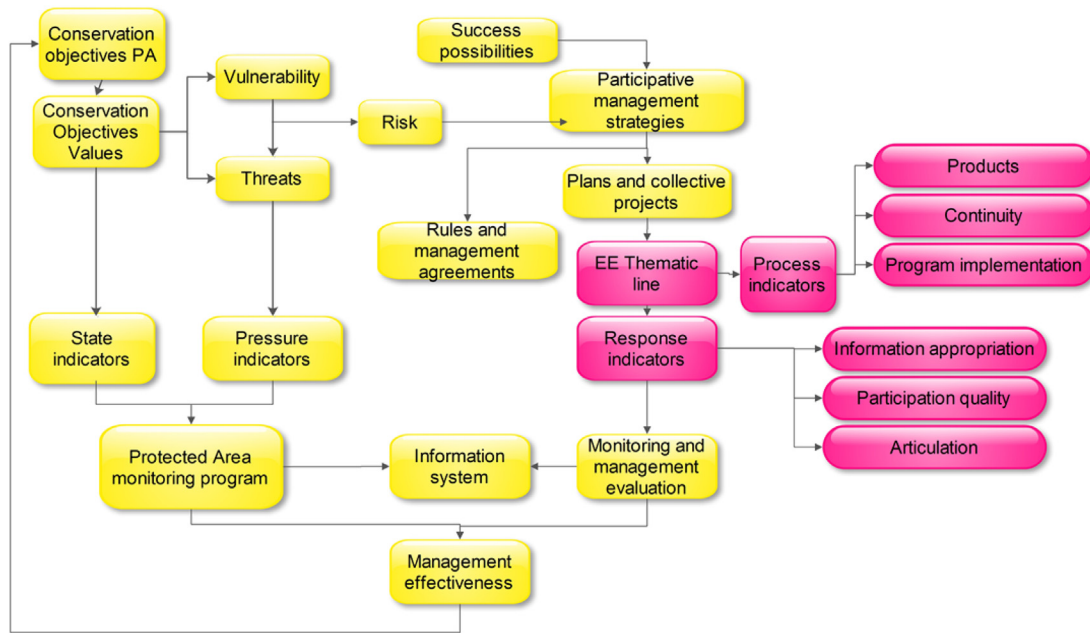 Conservation
objectives PA
Success
possibilities
Vulnerability
Participative
management
strategies
Conservation
Objectives
Values
Risk
Threats
Plans and collective
projects
Products
Continuity
Rules and
management
agreements
EE Thematic
line
Process
indicators
Program implementation
State
indicators
Pressure
indicators
Response
indicators
Information appropriation
Participation quality
Articulation
Protected Area
monitoring program
Information
system
Monitoring and
management
evaluation
Management
effectiveness